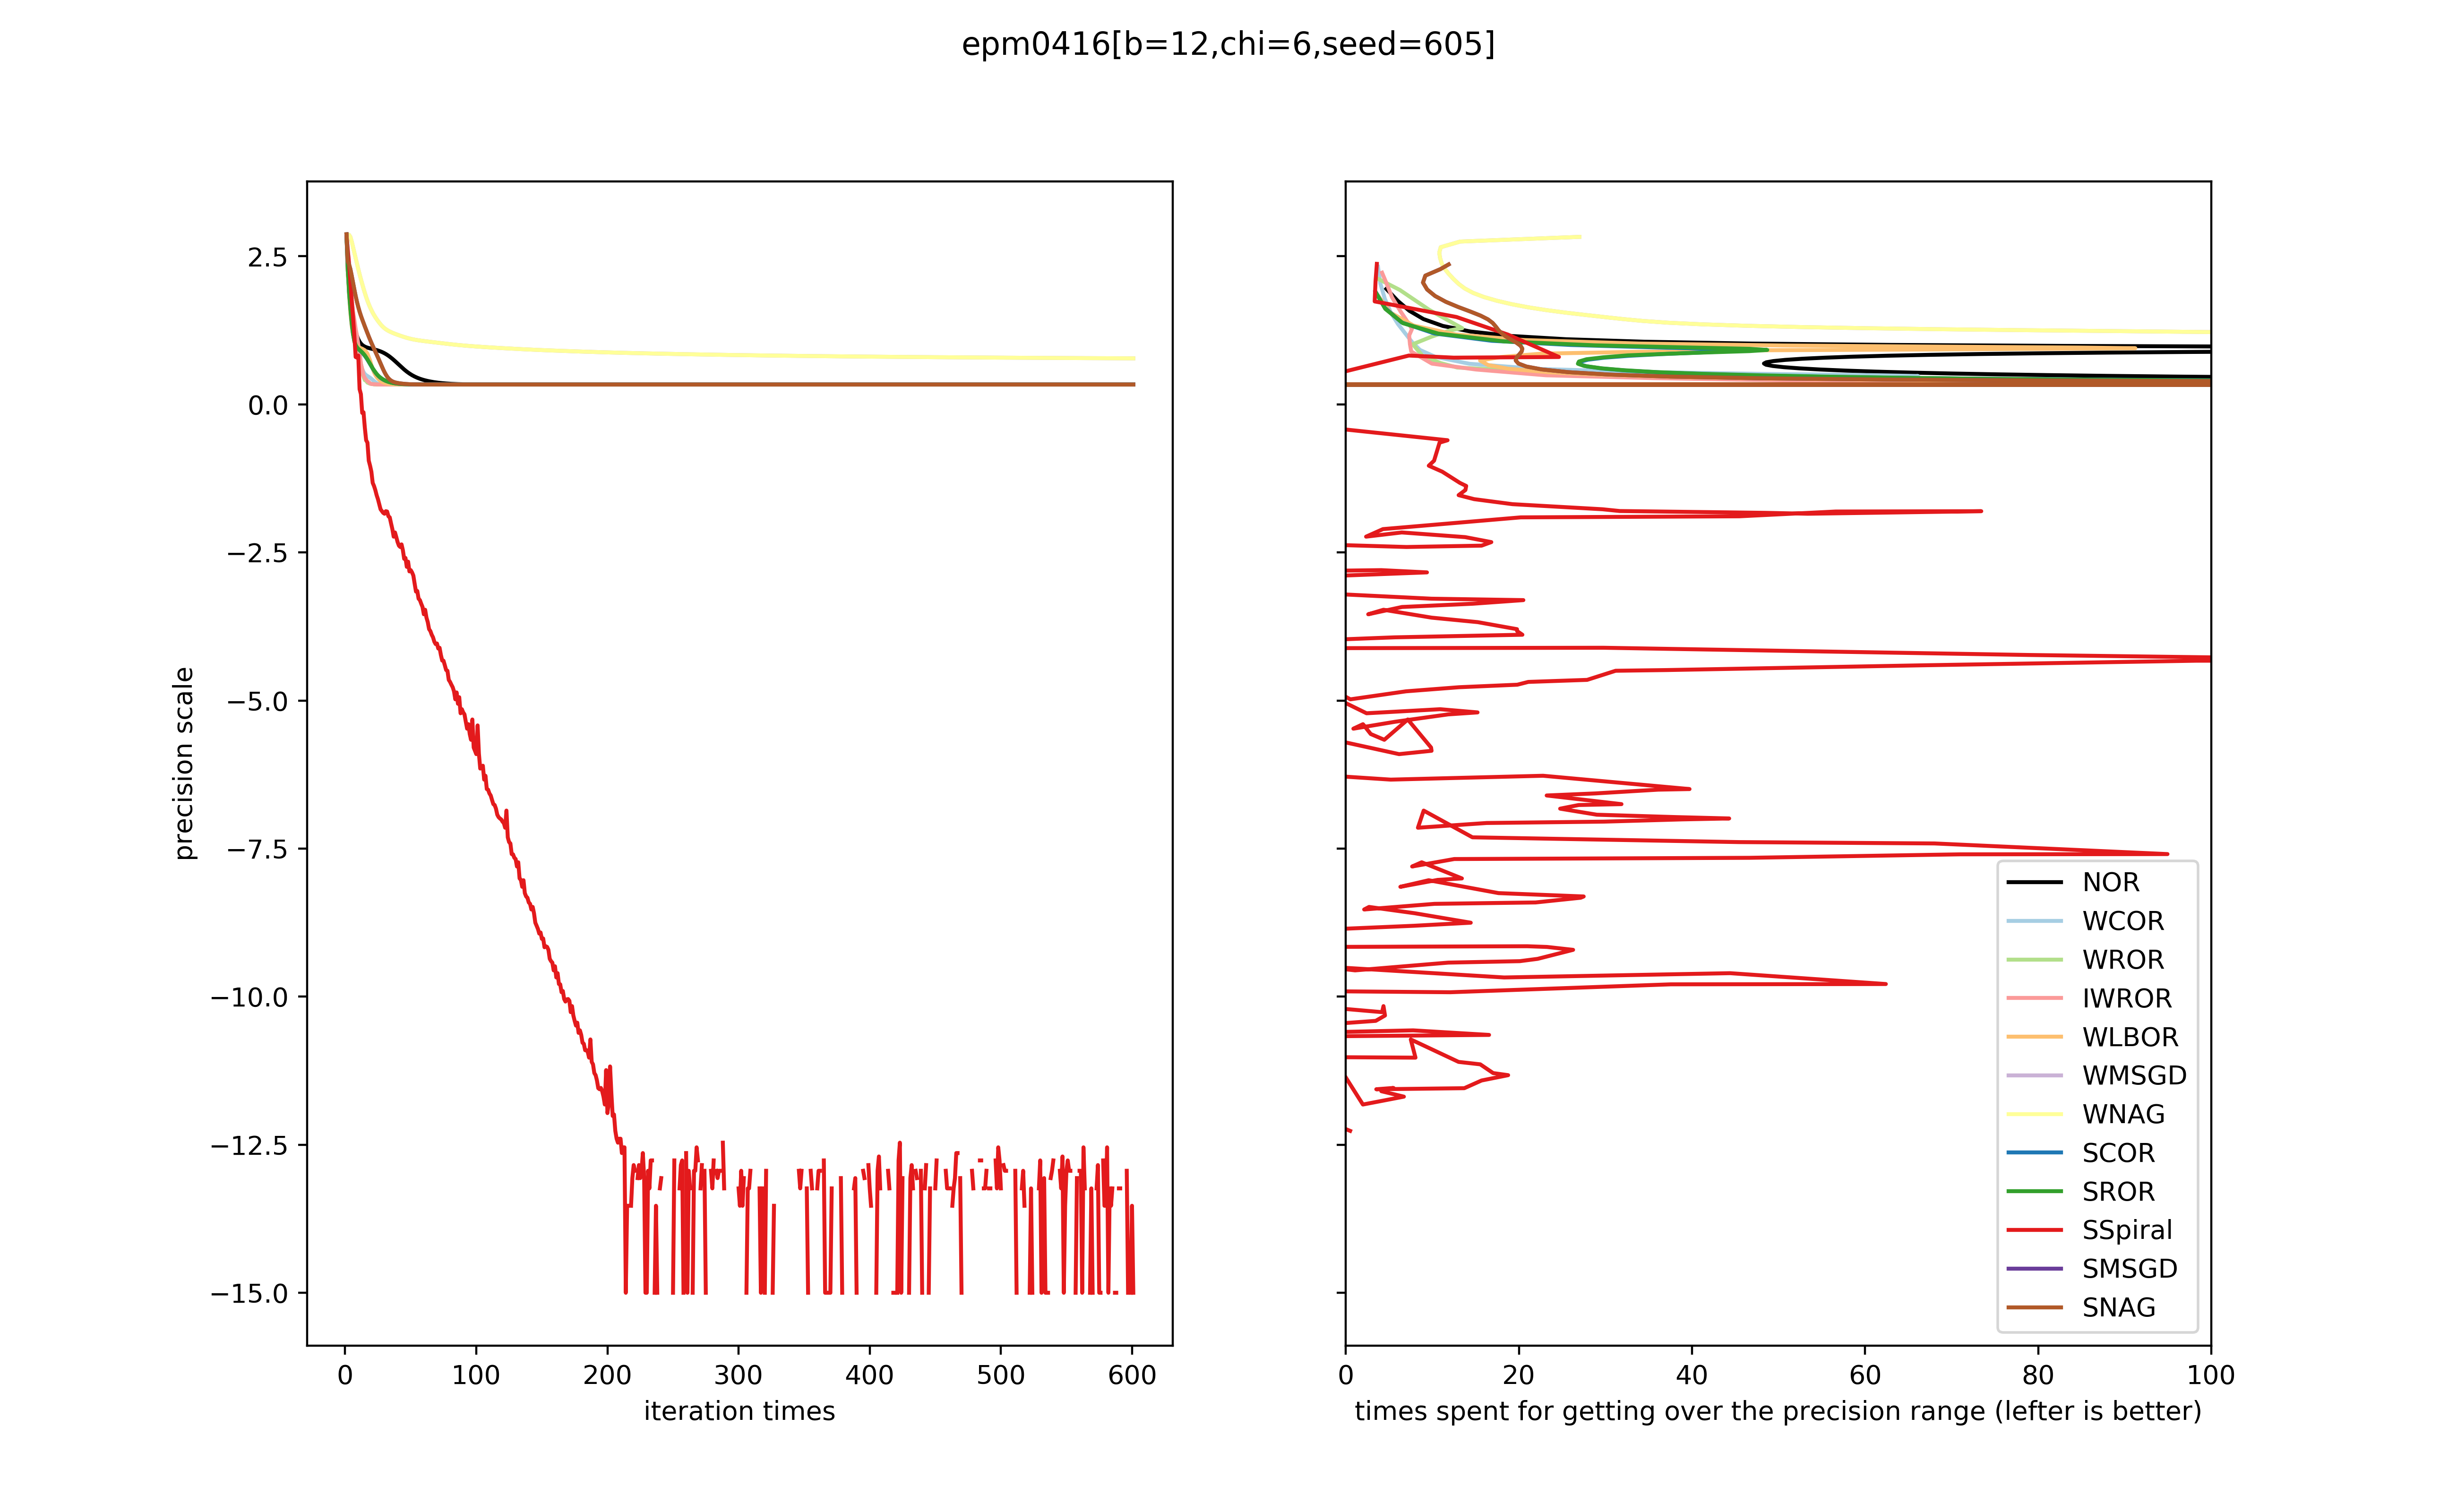 epm0416[b=12,chi=6,seed=605]
precision scale
2.5
0.0
−2.5
−5.0
−7.5
−10.0
−12.5
−15.0
0 100 200 300 400 500 600
iteration times
0 20 40 60 80 100
times spent for getting over the precision range (lefter is better)
NOR
WCOR
WROR
IWROR
WLBOR
WMSGD
WNAG
SCOR
SROR
SSpiral
SMSGD
SNAG